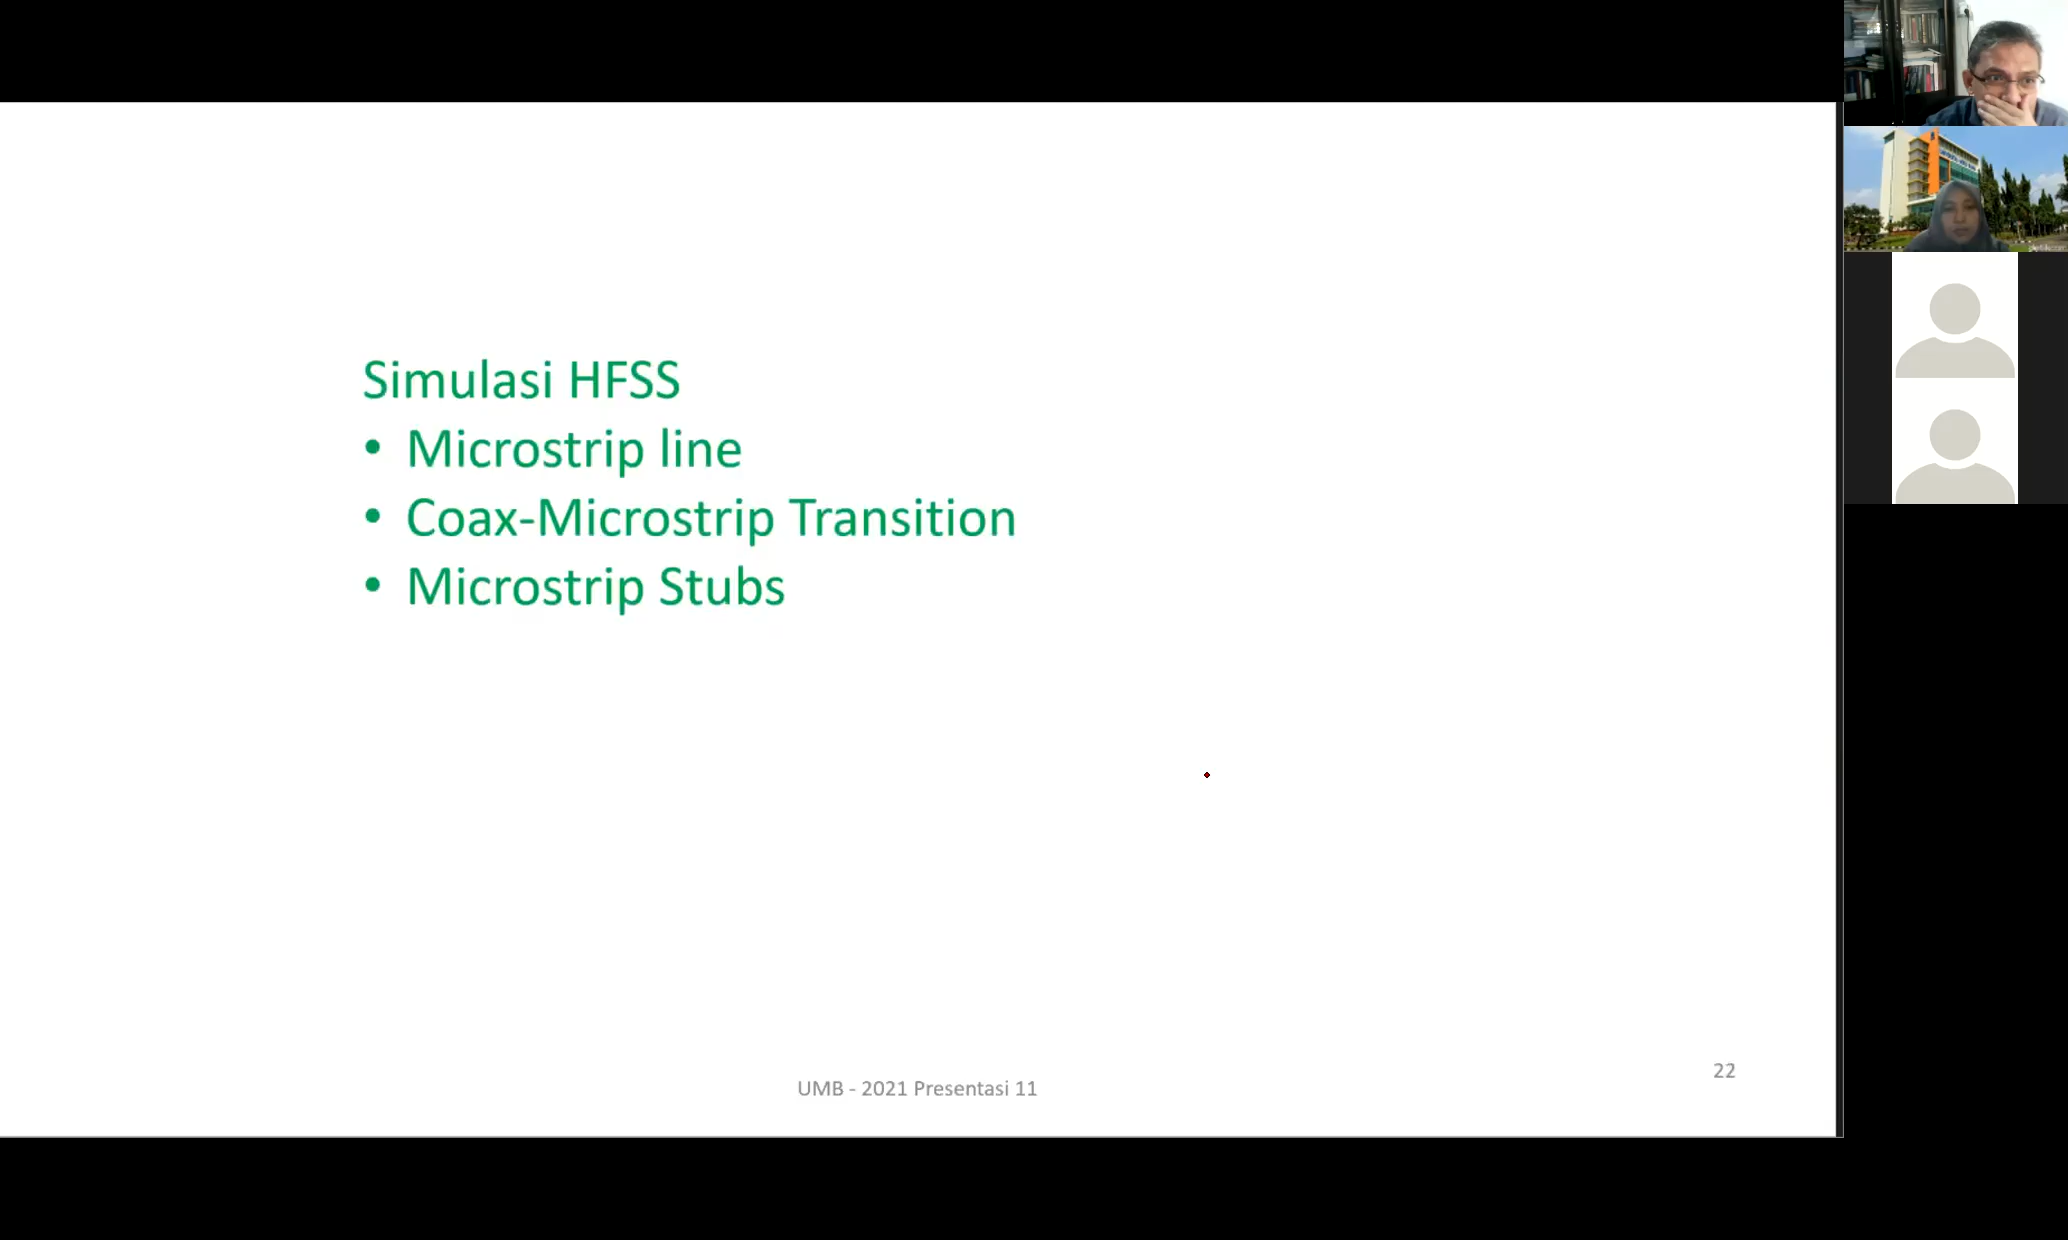 Simulasi HFSS
• Microstrip line
• Coax-Microstrip Transition
• Microstrip Stubs
22
UMB - 2021 Presentasi 11